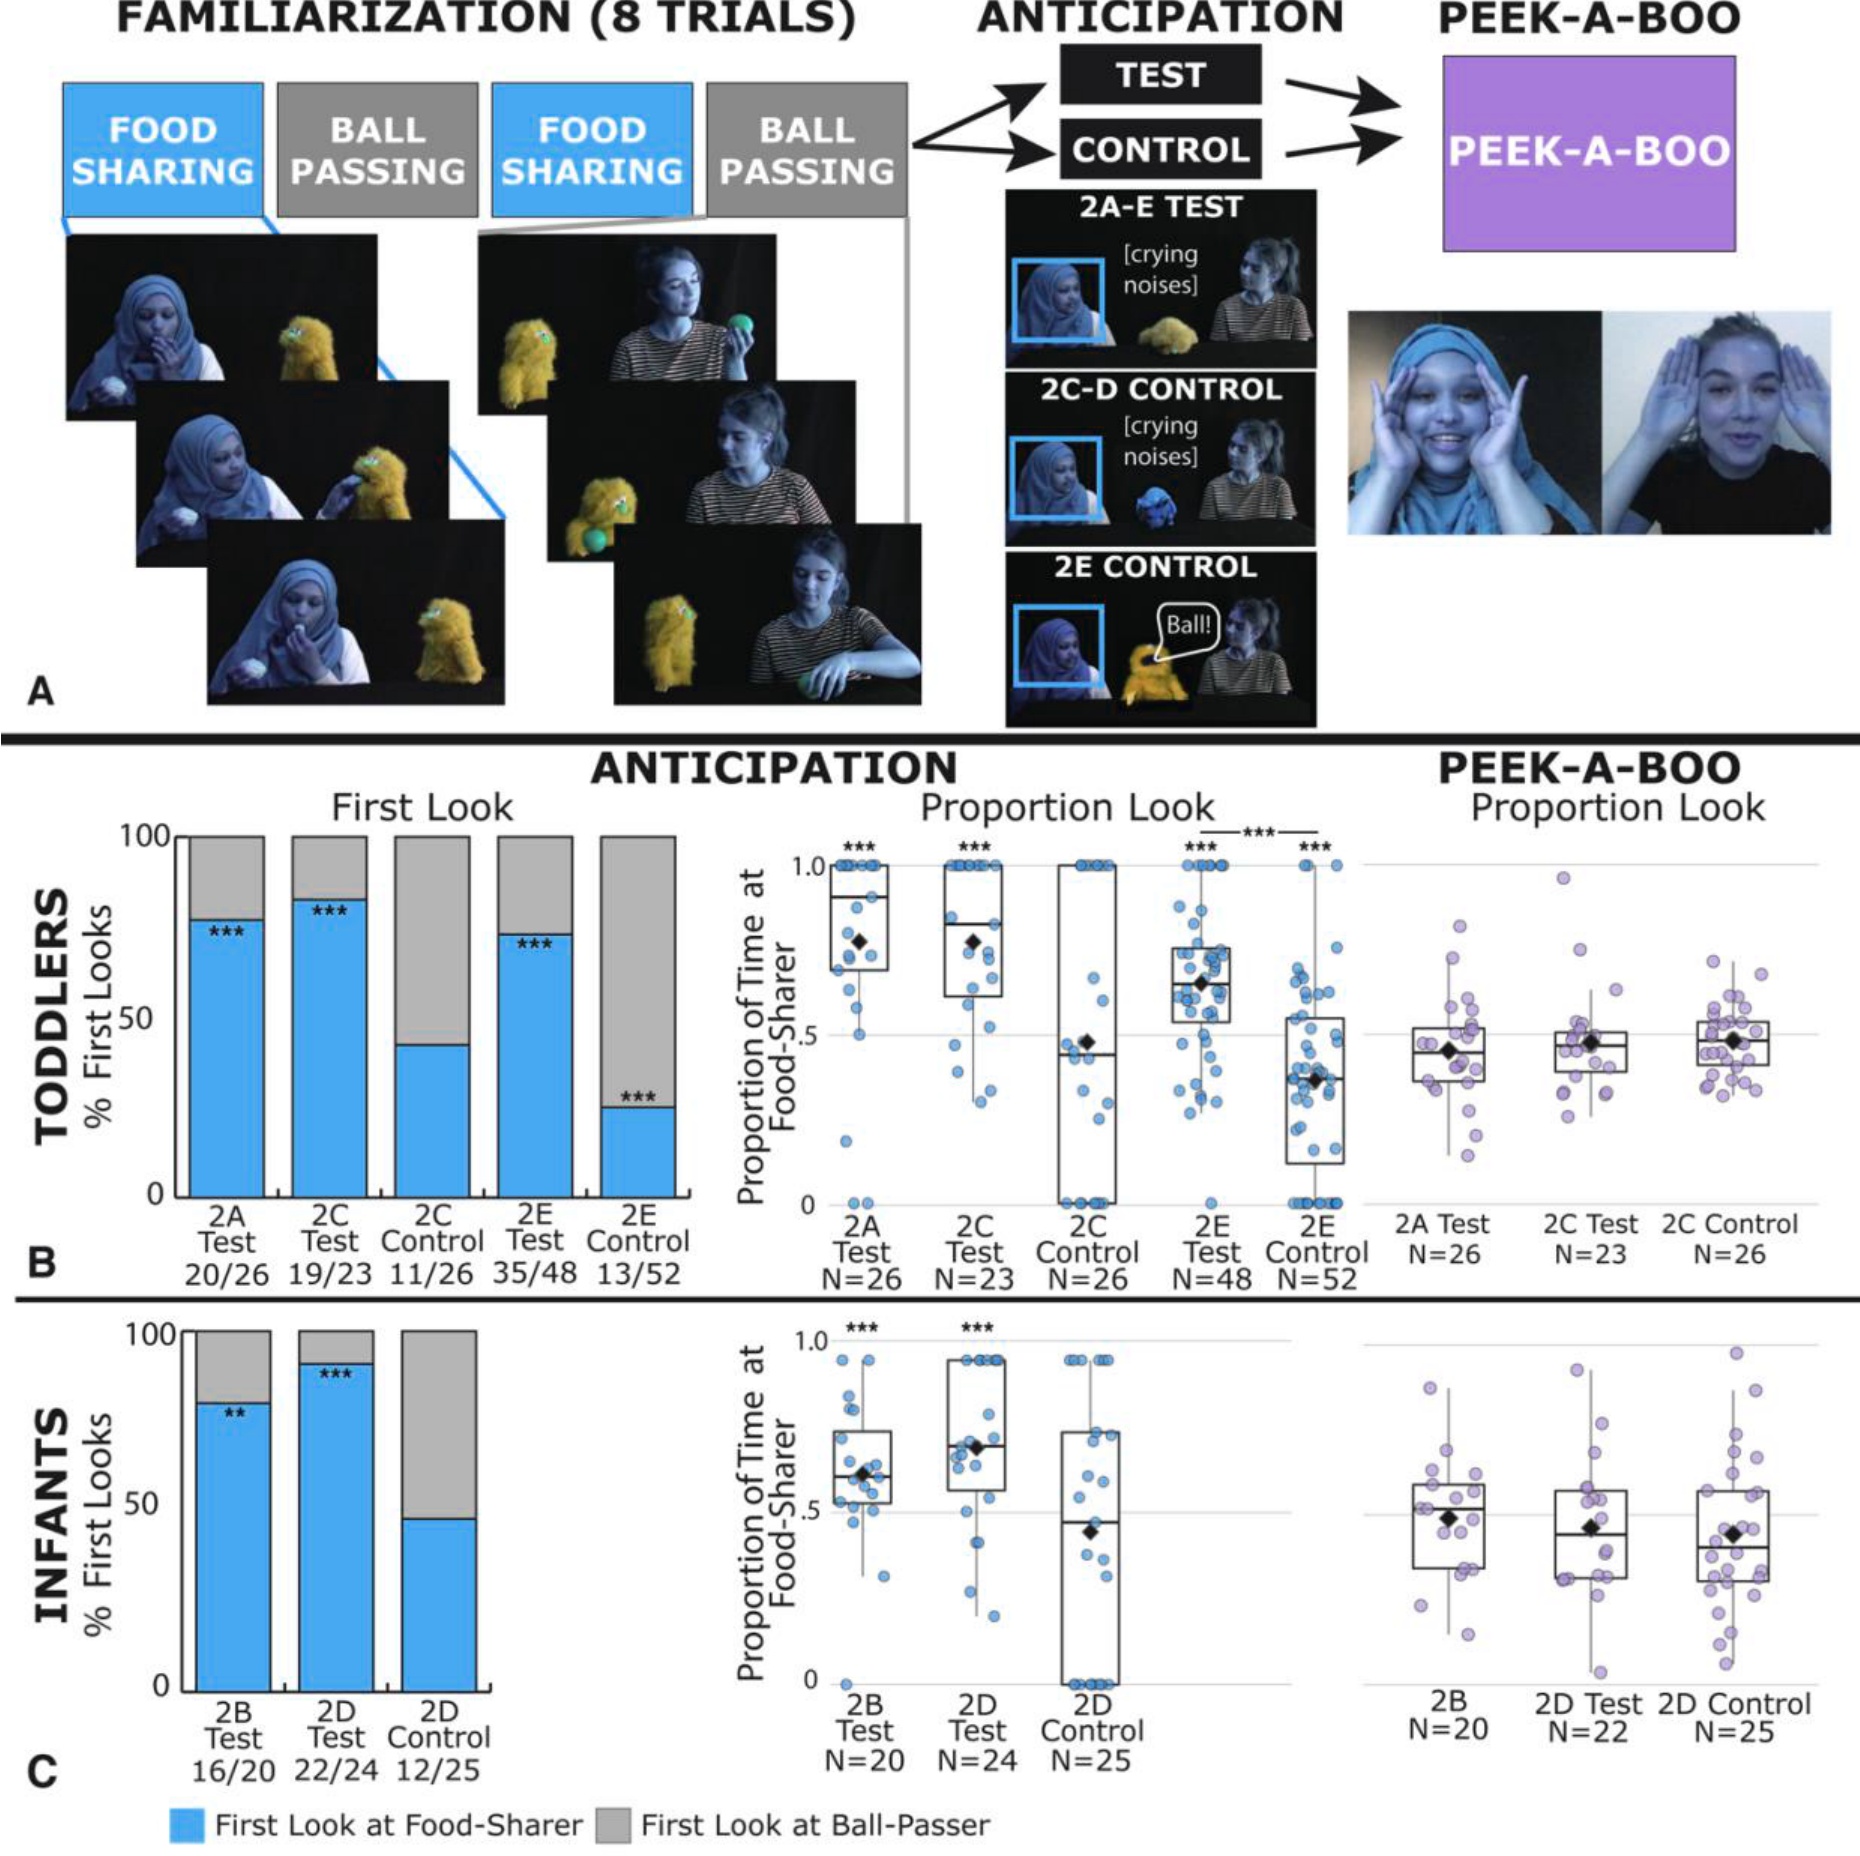 FAMILIARIZATION (8 TRIALS)
ANTICIPATION
PEEK-A-BOO
FOOD
SHARING
BALL
PASSING
FOOD
SHARING
BALL
PASSING
TEST
CONTROL
PEEK-A-BOO
2A-E TEST
[crying
noises]
2C-D CONTROL
[crying
noises]
2E CONTROL
Ball!
A
ANTICIPATION
PEEK-A-BOO
First Look
Proportion Look
Proportion Look
TODDLERS
% First Looks
100
50
0
***
***
***
***
2A
Test
20/26
2C
Test
19/23
2C
Control
11/26
2E
Test
35/48
2E
Control
13/52
Proportion of Time at
Food-Sharer
1.0
.5
0
***
***
***
***
***
2A
Test
N=26
2C
Test
N=23
2C
Control
N=26
2E
Test
N=48
2E
Control
N=52
2A Test
N=26
2C Test
N=23
2C Control
N=26
B
INFANTS
% First Looks
100
50
0
**
***
2B
Test
16/20
2D
Test
22/24
2D
Control
12/25
Proportion of Time at
Food-Sharer
1.0
.5
0
***
***
2B
Test
N=20
2D
Test
N=24
2D
Control
N=25
2B
N=20
2D Test
N=22
2D Control
N=25
C
First Look at Food-Sharer
First Look at Ball-Passer